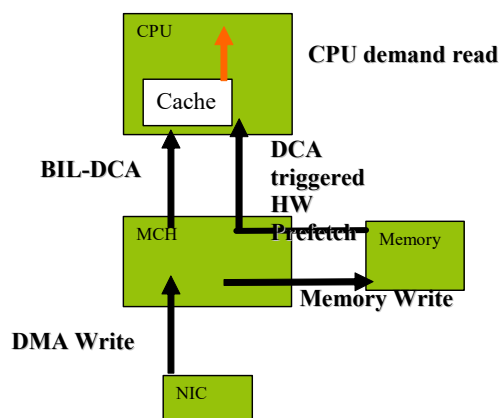 CPU
CPU demand read
Cache
BIL-DCA
DCA
triggered
HW
Prefetch
MCH
Memory
Memory Write
DMA Write
NIC